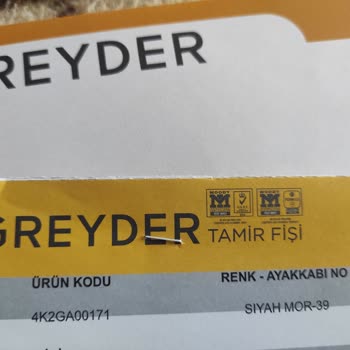 GREYDER
GREYDER TAMİR FİŞİ
ÜRÜN KODU
RENK - AYAKKABI NO
4K2GA00171
SIYAH MOR-39